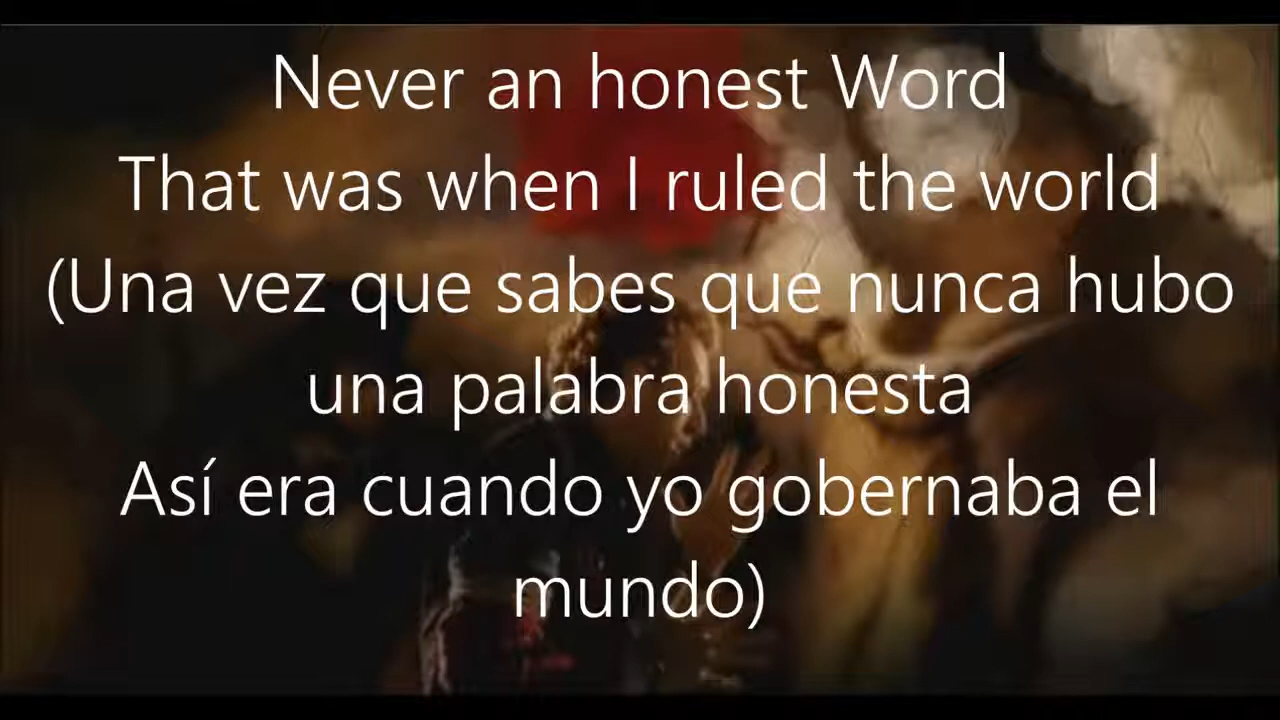 Never an honest Word
That was when I ruled the world
(Una vez que sabes que nunca hubo
una palabra honesta
Así era cuando yo gobernaba el
mundo)